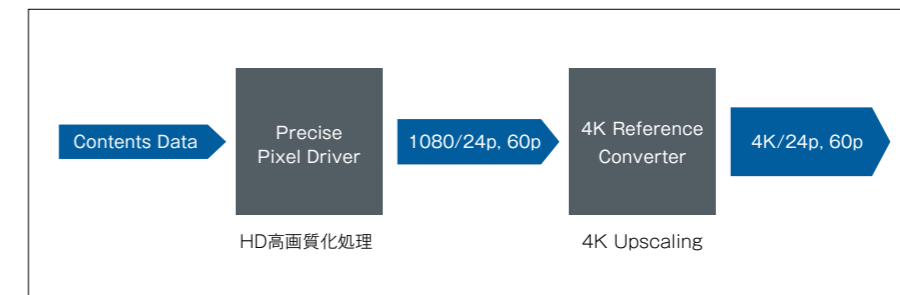 Contents Data
Precise
Pixel Driver
1080/24p, 60p
4K Reference
Converter
4K/24p, 60p
HD高画質化処理
4K Upscaling